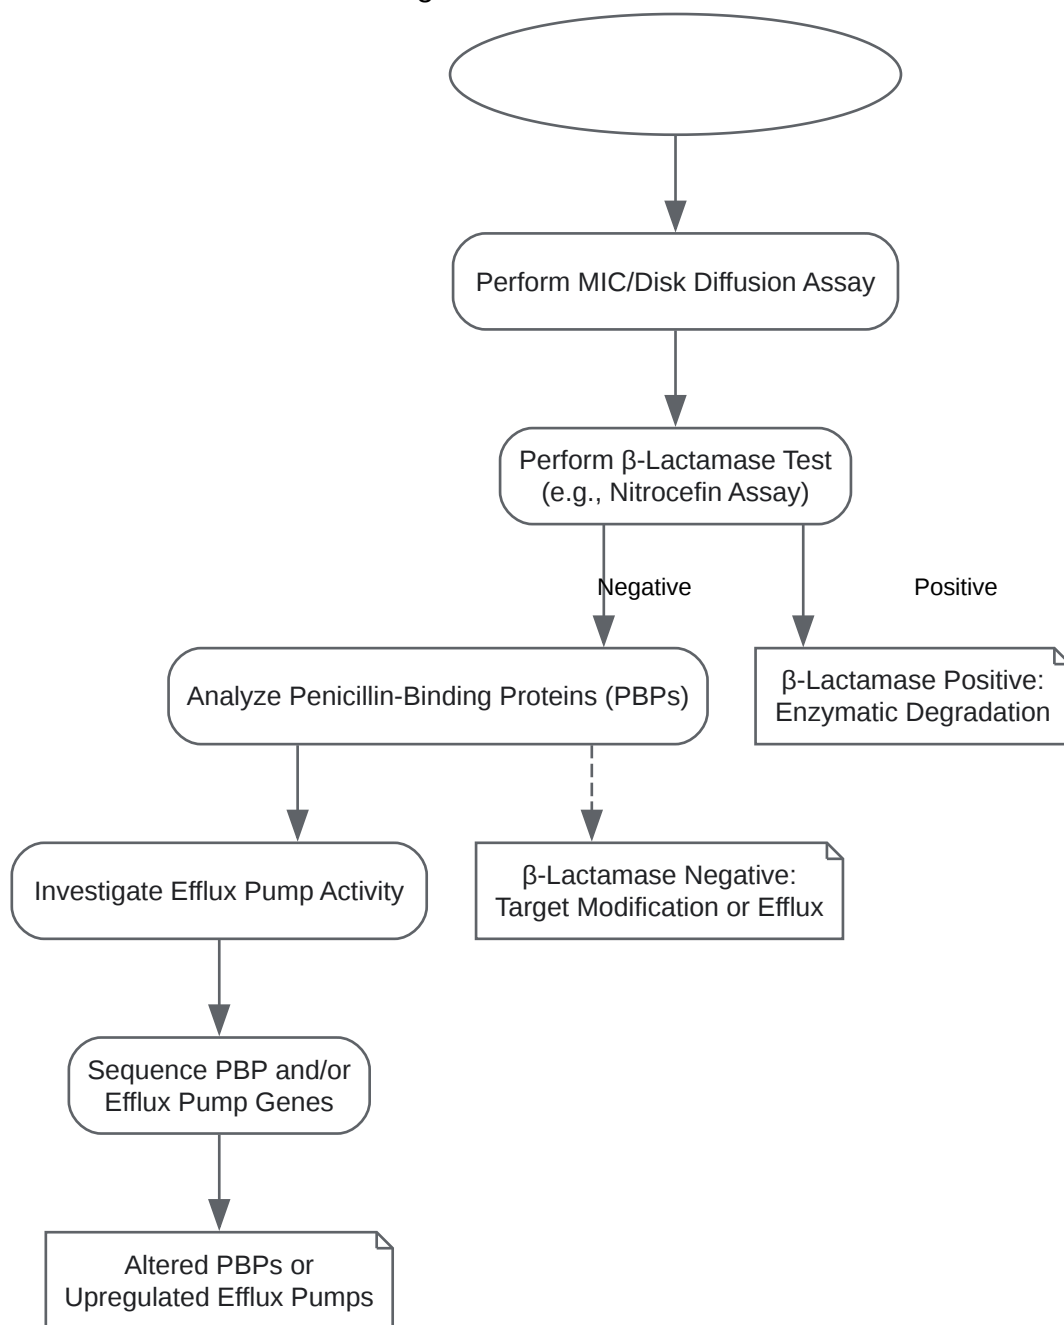 Perform MIC/Disk Diffusion Assay
Perform β-Lactamase Test
(e.g., Nitrocefin Assay)
Negative
Positive
Analyze Penicillin-Binding Proteins (PBPs)
β-Lactamase Positive:
Enzymatic Degradation
Investigate Efflux Pump Activity
β-Lactamase Negative:
Target Modification or Efflux
Sequence PBP and/or
Efflux Pump Genes
Altered PBPs or
Upregulated Efflux Pumps